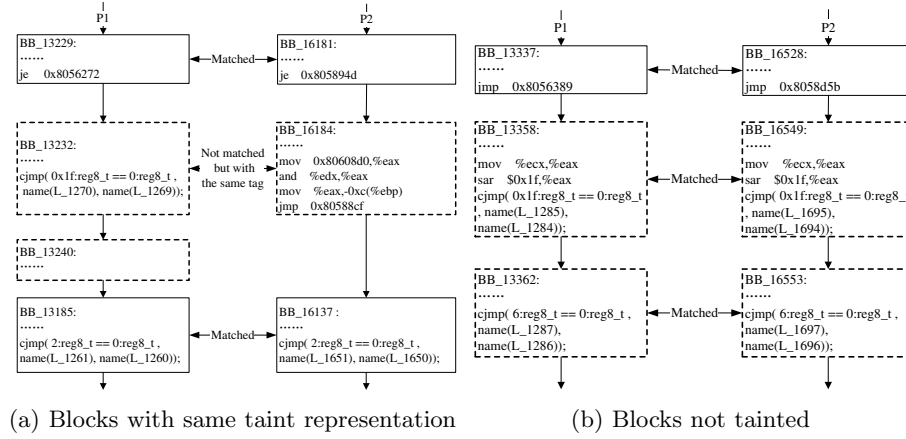 P1
P2
BB_13229:
......
je 0x8056272
Matched
BB_16181:
......
je 0x805894d
BB_13232:
......
cjmp( 0x1f:reg8_t == 0:reg8_t ,
name(L_1270), name(L_1269));
Not matched
but with
the same tag
BB_16184:
......
mov 0x80608d0,%eax
and %edx,%eax
mov %eax,-0xc(%ebp)
jmp 0x80588cf
BB_13240:
......
BB_13185:
......
cjmp( 2:reg8_t == 0:reg8_t ,
name(L_1261), name(L_1260));
Matched
BB_16137 :
......
cjmp( 2:reg8_t == 0:reg8_t ,
name(L_1651), name(L_1650));
(a) Blocks with same taint representation
P1
P2
BB_13337:
......
jmp 0x8056389
Matched
BB_16528:
......
jmp 0x8058d5b
BB_13358:
......
mov %ecx,%eax
sar $0x1f,%eax
cjmp( 0x1f:reg8_t == 0:reg8_t
, name(L_1285),
name(L_1284));
Matched
BB_16549:
......
mov %ecx,%eax
sar $0x1f,%eax
cjmp( 0x1f:reg8_t == 0:reg8_t
, name(L_1695),
name(L_1694));
BB_13362:
......
cjmp( 6:reg8_t == 0:reg8_t ,
name(L_1287),
name(L_1286));
Matched
BB_16553:
......
cjmp( 6:reg8_t == 0:reg8_t ,
name(L_1697),
name(L_1696));
(b) Blocks not tainted